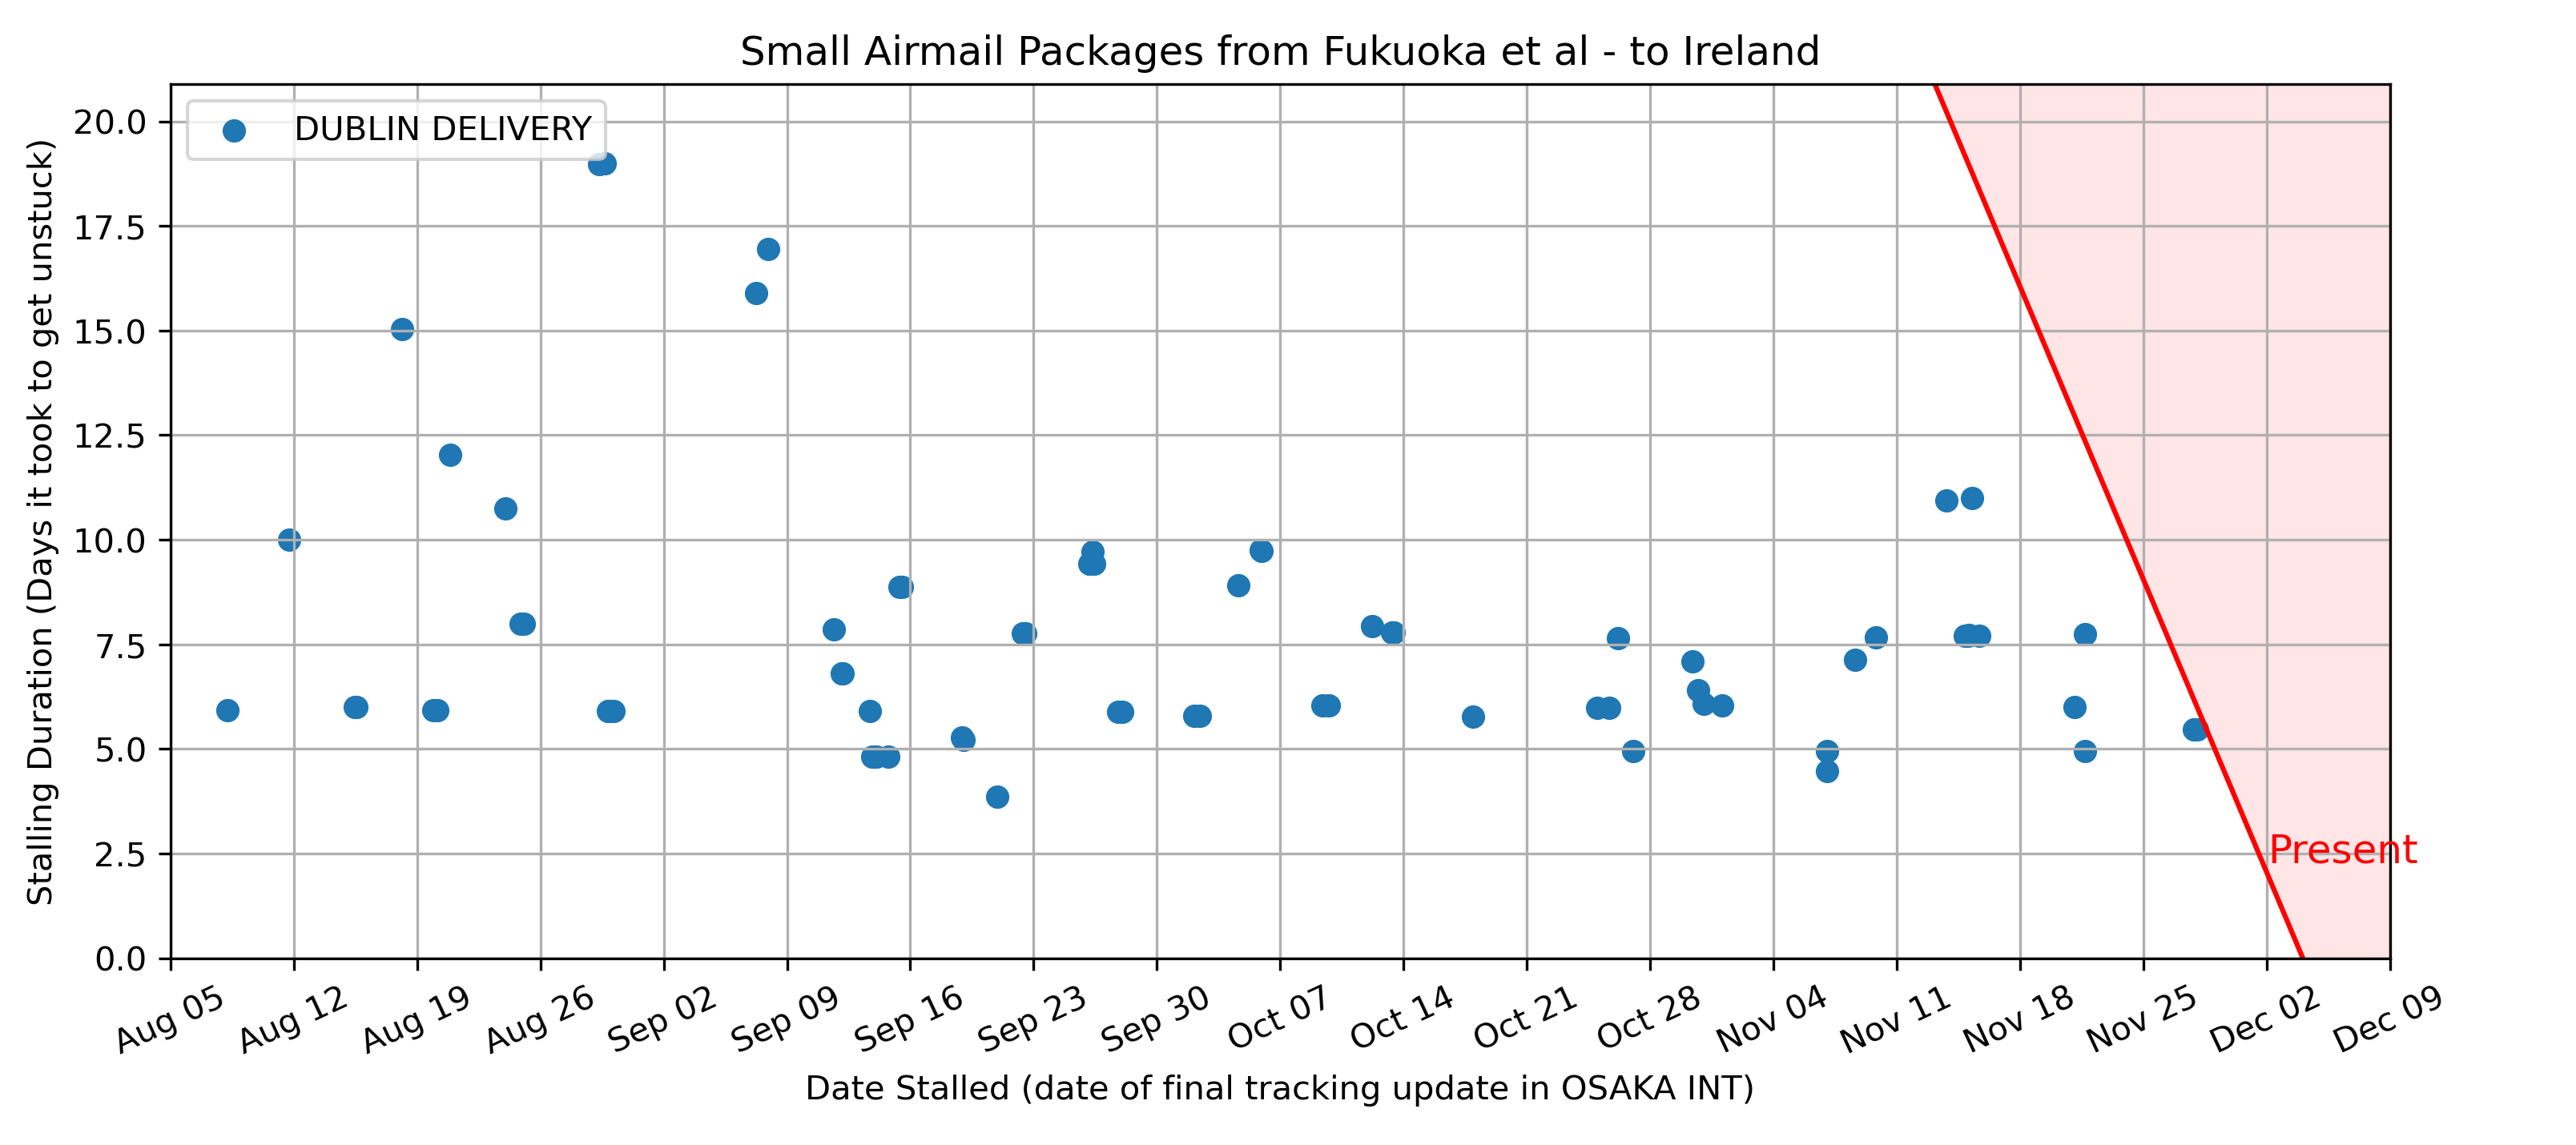 Small Airmail Packages from Fukuoka et al - to Ireland
DUBLIN DELIVERY
Stalling Duration (Days it took to get unstuck)
20.0
17.5
15.0
12.5
10.0
7.5
5.0
2.5
0.0
Present
Aug 05
Aug 12
Aug 19
Aug 26
Sep 02
Sep 09
Sep 16
Sep 23
Sep 30
Oct 07
Oct 14
Oct 21
Oct 28
Nov 04
Nov 11
Nov 18
Nov 25
Dec 02
Dec 09
Date Stalled (date of final tracking update in OSAKA INT)